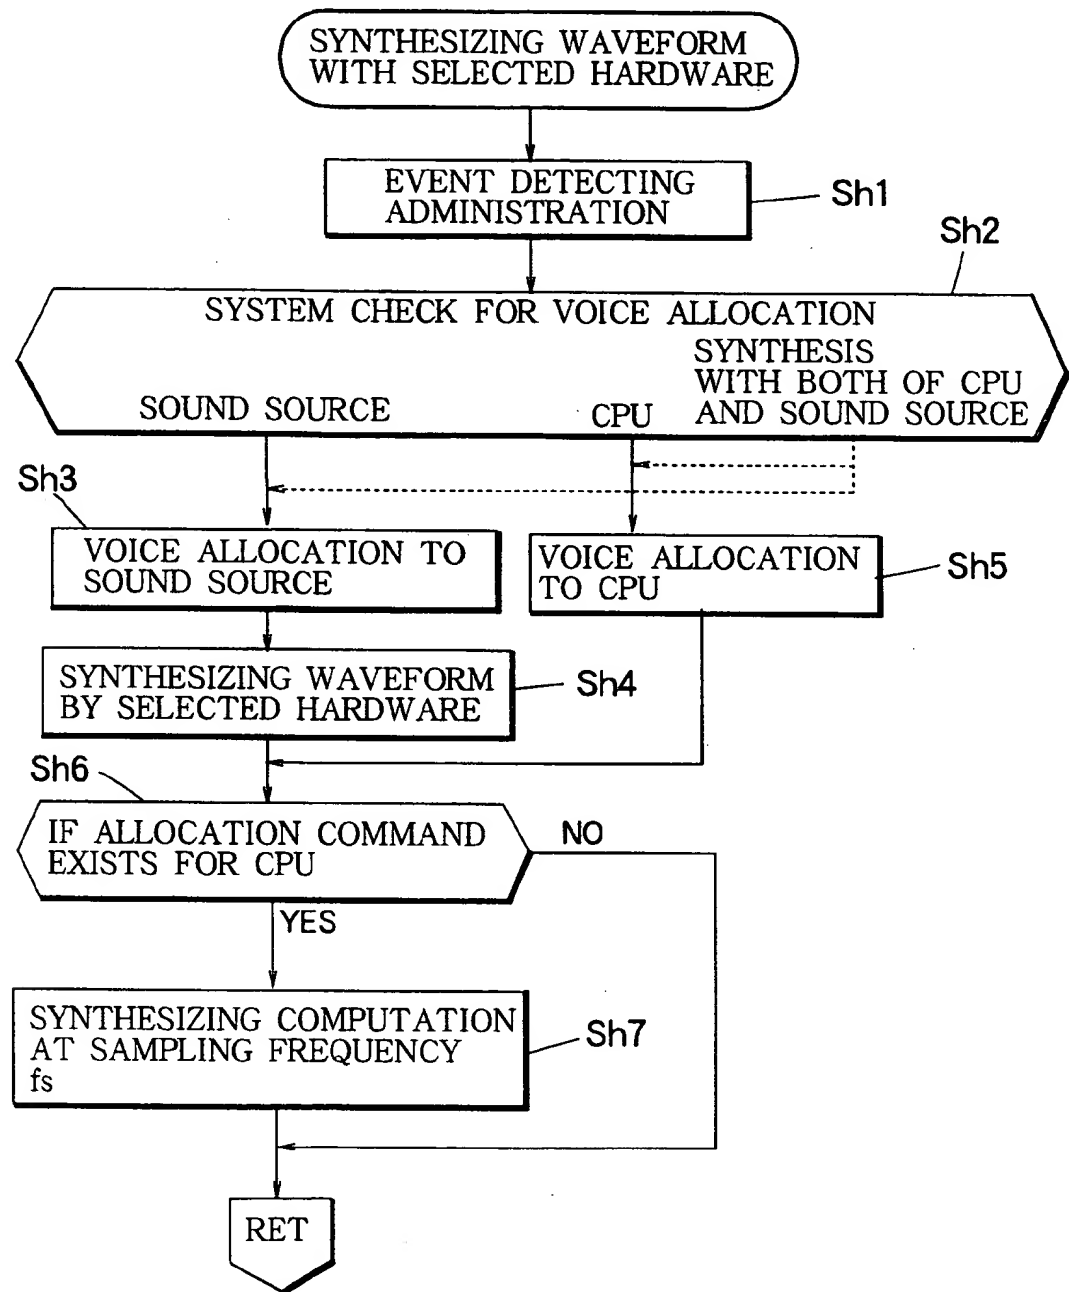 SYNTHESIZING WAVEFORM
WITH SELECTED HARDWARE
EVENT DETECTING
ADMINISTRATION
Sh1
Sh2
SYSTEM CHECK FOR VOICE ALLOCATION
SOUND SOURCE
CPU
SYNTHESIS
WITH BOTH OF CPU
AND SOUND SOURCE
Sh3
VOICE ALLOCATION TO
SOUND SOURCE
VOICE ALLOCATION
TO CPU
Sh5
SYNTHESIZING WAVEFORM
BY SELECTED HARDWARE
Sh4
Sh6
IF ALLOCATION COMMAND
EXISTS FOR CPU
NO
YES
SYNTHESIZING COMPUTATION
AT SAMPLING FREQUENCY
fs
Sh7
RET